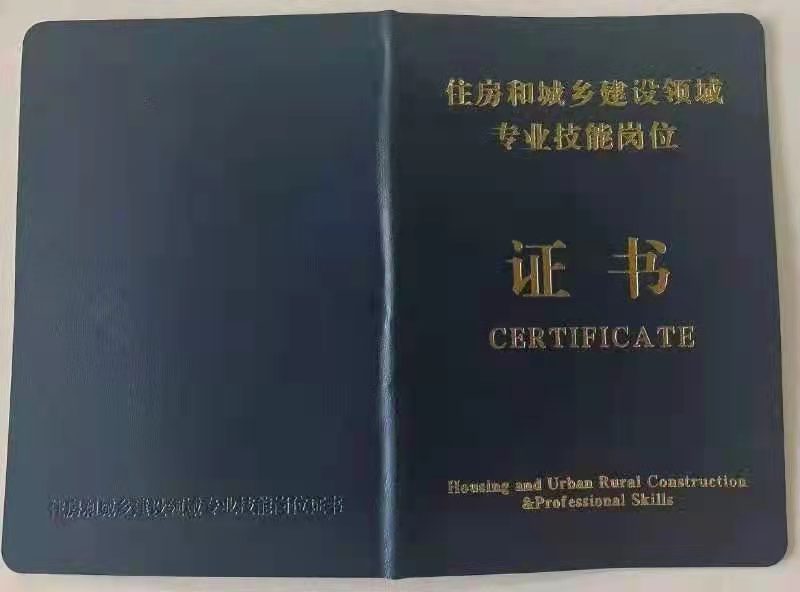 住房和城乡建设领域
专业技能岗位
证书
CERTIFICATE
Housing and Urban Rural Construction
&Professional Skills
住房和城乡建设领域专业技能岗位证书